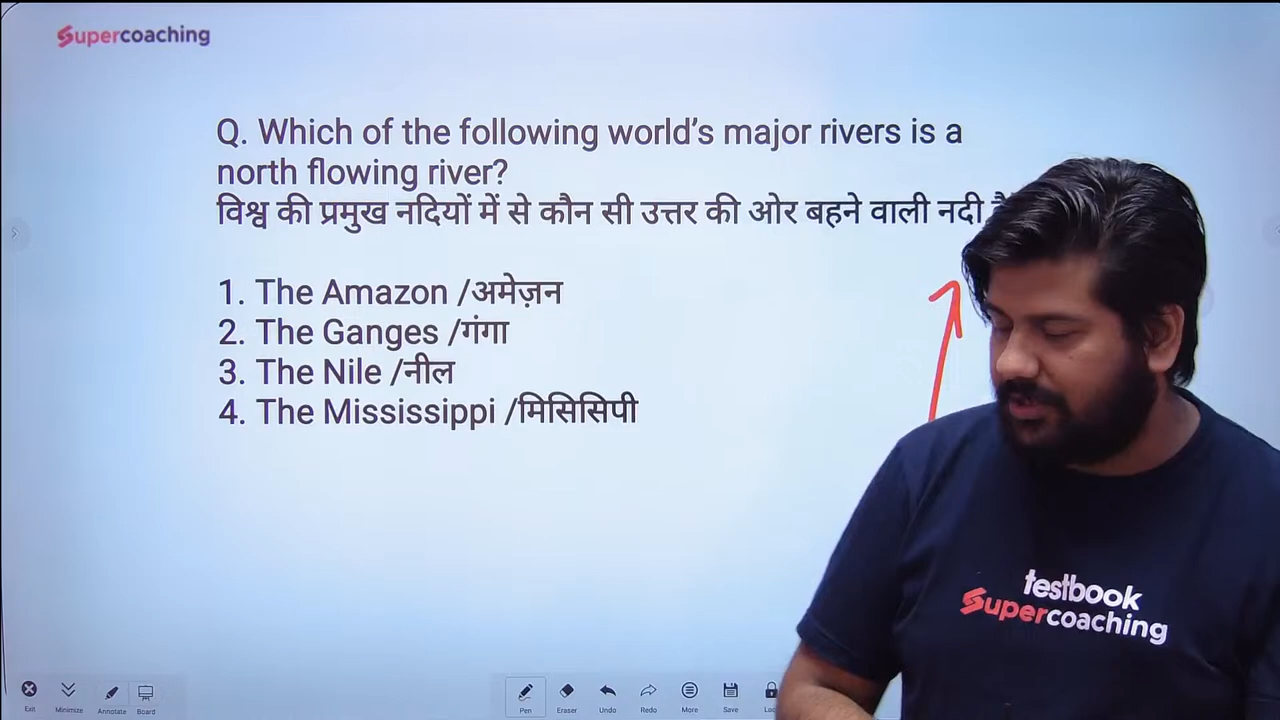 Supercoaching
Q. Which of the following world's major rivers is a
north flowing river?
विश्व की प्रमुख नदियों में से कौन सी उत्तर की ओर बहने वाली नदी
1. The Amazon /अमेज़न
2. The Ganges /गंगा
3. The Nile /नील
4. The Mississippi /मिसिसिपी
testbook
Supercoaching
Exit Minimize Annotate Board Pen Eraser Undo Redo More Save